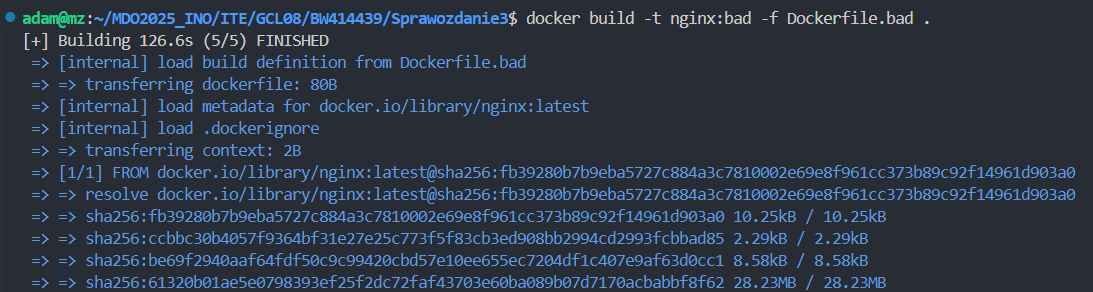 adam@mz:~/MDO2025_INO/ITE/GCL08/BW414439/Sprawozdanie3$ docker build -t nginx:bad -f Dockerfile.bad .
[+] Building 126.6s (5/5) FINISHED
=> [internal] load build definition from Dockerfile.bad
=> => transferring dockerfile: 80B
=> [internal] load metadata for docker.io/library/nginx:latest
=> [internal] load .dockerignore
=> => transferring context: 2B
=> [1/1] FROM docker.io/library/nginx:latest@sha256:fb39280b7b9eba5727c884a3c7810002e69e8f961cc373b89c92f14961d903a0
=> => resolve docker.io/library/nginx:latest@sha256:fb39280b7b9eba5727c884a3c7810002e69e8f961cc373b89c92f14961d903a0
=> => sha256:fb39280b7b9eba5727c884a3c7810002e69e8f961cc373b89c92f14961d903a0 10.25kB / 10.25kB
=> => sha256:ccbbc30b4057f9364bf31e27e25c773f5f83cb3ed908bb2994cd2993fcbbad85 2.29kB / 2.29kB
=> => sha256:be69f2940aaf64fdf50c9c99420cbd57e10ee655ec7204df1c407e9af63d0cc1 8.58kB / 8.58kB
=> => sha256:61320b01ae5e0798393ef25f2dc72faf43703e60ba089b07d7170acbabbf8f62 28.23MB / 28.23MB